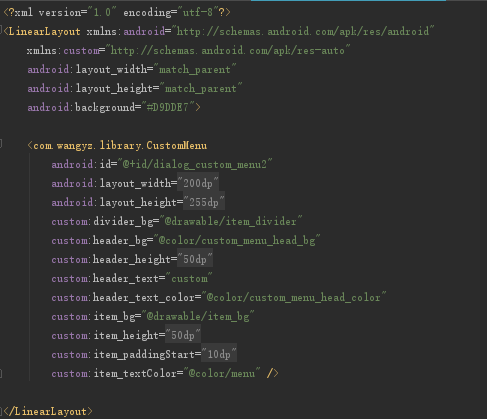 <?xml version="1.0" encoding="utf-8"?>
<LinearLayout xmlns:android="http://schemas.android.com/apk/res/android"
    xmlns:custom="http://schemas.android.com/apk/res-auto"
    android:layout_width="match_parent"
    android:layout_height="match_parent"
    android:background="#D9DDE7">

    <com.wangyz.library.CustomMenu
        android:id="@+id/dialog_custom_menu2"
        android:layout_width="200dp"
        android:layout_height="255dp"
        custom:divider_bg="@drawable/item_divider"
        custom:header_bg="@color/custom_menu_head_bg"
        custom:header_height="50dp"
        custom:header_text="custom"
        custom:header_text_color="@color/custom_menu_head_color"
        custom:item_bg="@drawable/item_bg"
        custom:item_height="50dp"
        custom:item_paddingStart="10dp"
        custom:item_textColor="@color/menu" />

</LinearLayout>